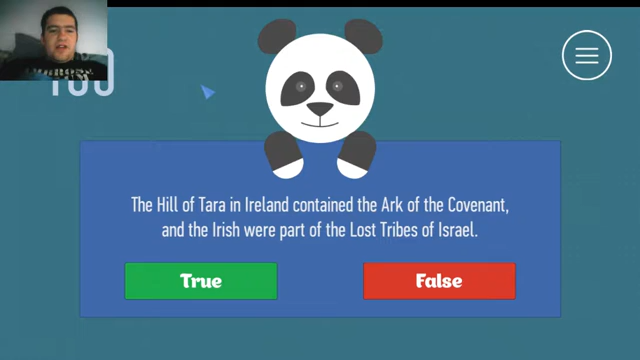 The Hill of Tara in Ireland contained the Ark of the Covenant,
and the Irish were part of the Lost Tribes of Israel.
True
False